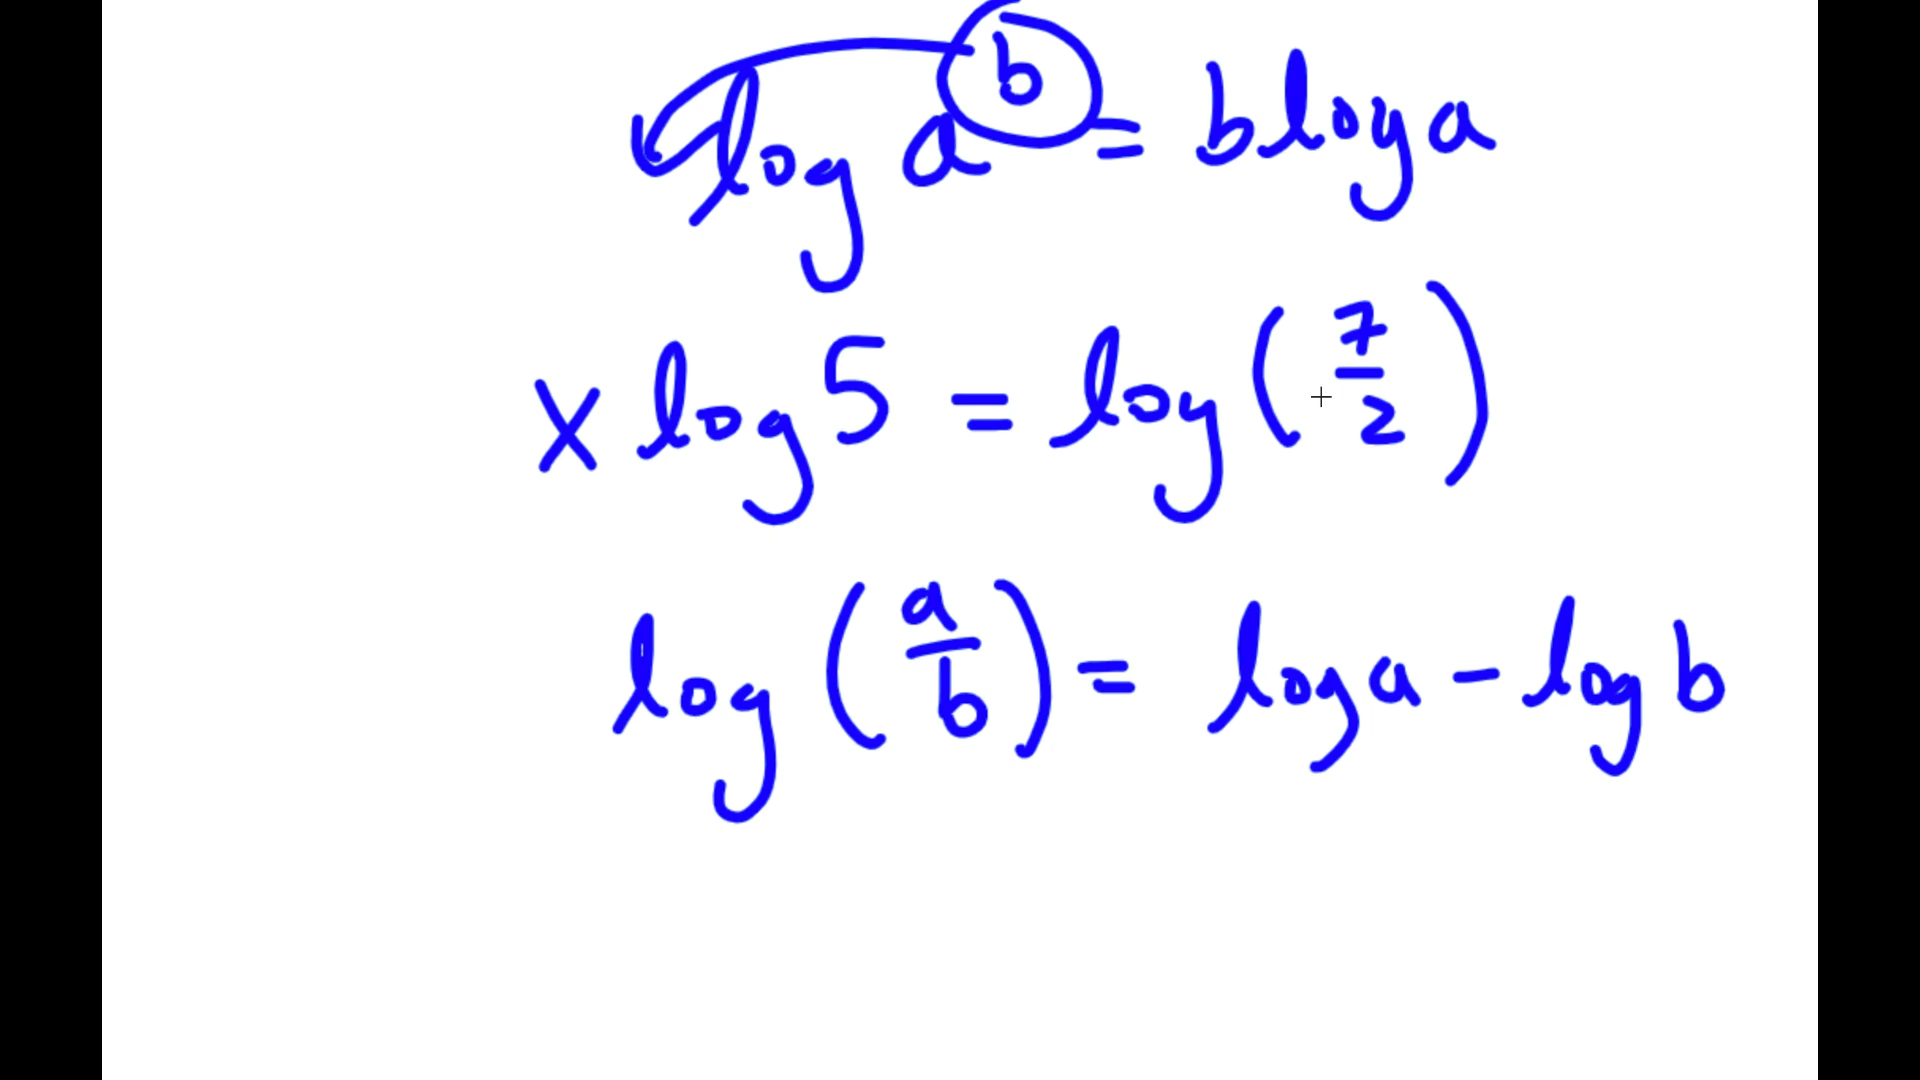 log a^b = b log a
x log 5 = log (7/2)
log (a/b) = log a - log b